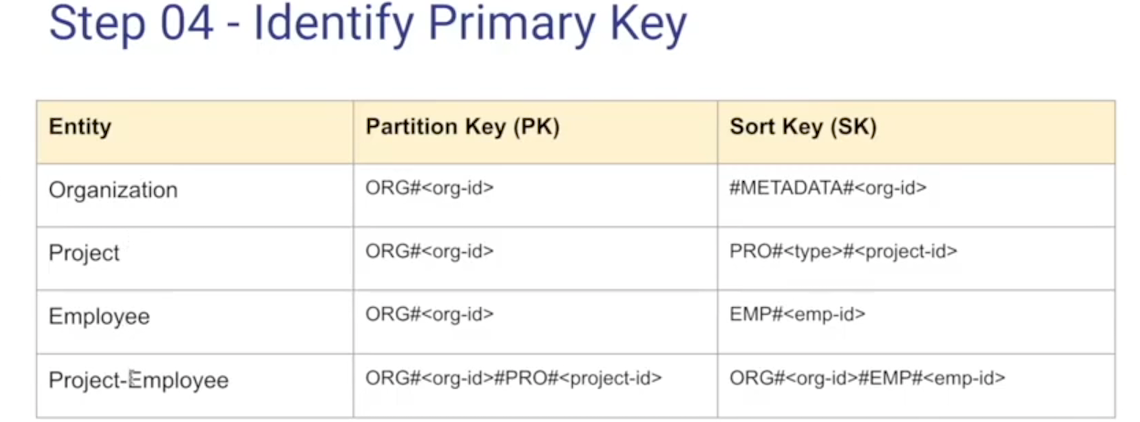 Step 04 - Identify Primary Key
Entity Partition Key (PK) Sort Key (SK)
Organization ORG#<org-id> #METADATA#<org-id>
Project ORG#<org-id> PRO#<type>#<project-id>
Employee ORG#<org-id> EMP#<emp-id>
Project-Employee ORG#<org-id>#PRO#<project-id> ORG#<org-id>#EMP#<emp-id>